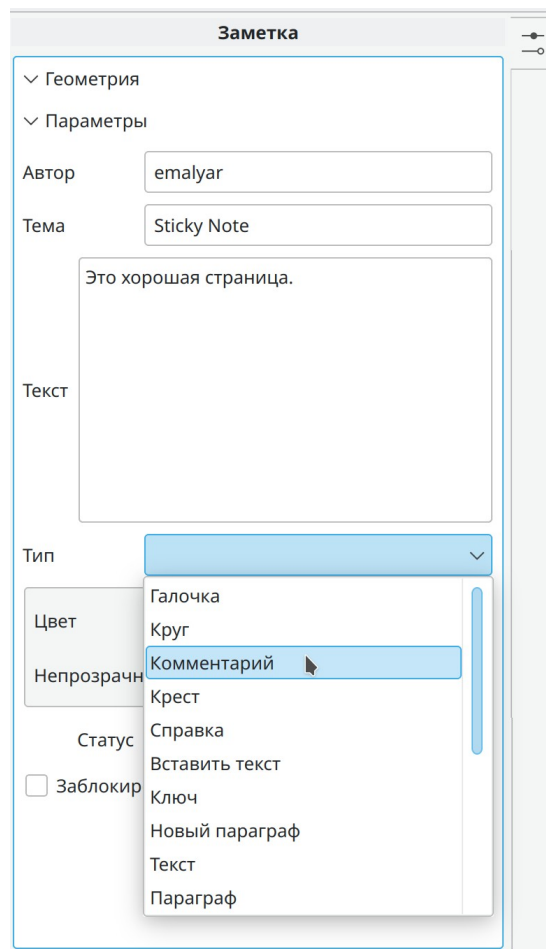 Заметка
Геометрия
Параметры
Автор emalyar
Тема Sticky Note
Это хорошая страница.
Текст
Тип
Галочка
Цвет
Круг
Комментарий
Непрозрачн
Крест
Справка
Статус
Вставить текст
Заблокир
Ключ
Новый параграф
Текст
Параграф